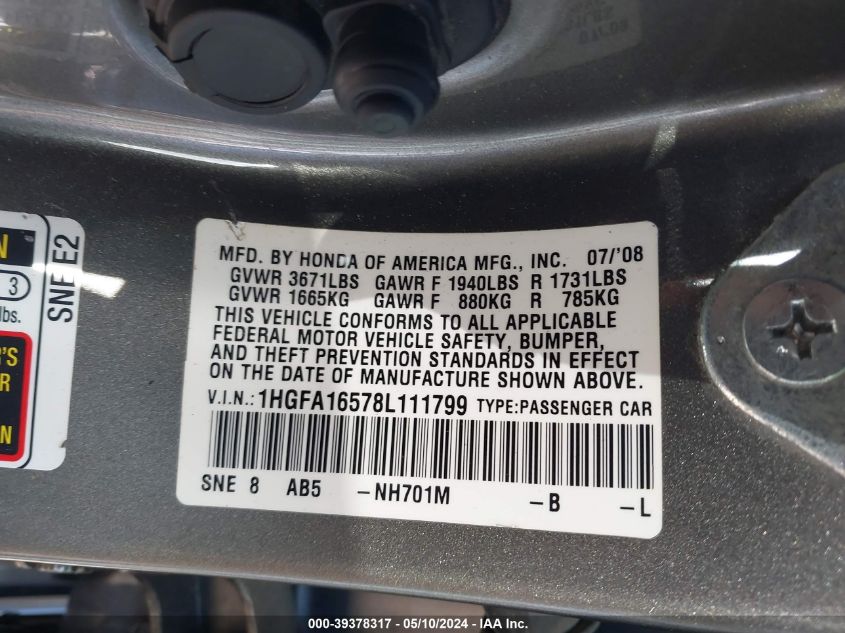 MFD. BY HONDA OF AMERICA MFG., INC. 07/'08
GVWR 3671LBS GAWR F 1940LBS R 1731LBS
GVWR 1665KG GAWR F 880KG R 785KG
THIS VEHICLE CONFORMS TO ALL APPLICABLE
FEDERAL MOTOR VEHICLE SAFETY, BUMPER,
AND THEFT PREVENTION STANDARDS IN EFFECT
ON THE DATE OF MANUFACTURE SHOWN ABOVE.
V.I.N.: 1HGFA16578L111799 TYPE:PASSENGER CAR
SNE 8 AB5 -NH701M -B -L
N
3
lbs.
SNE E2
R'S
ER
N
000-39378317 - 05/10/2024 - IAA Inc.